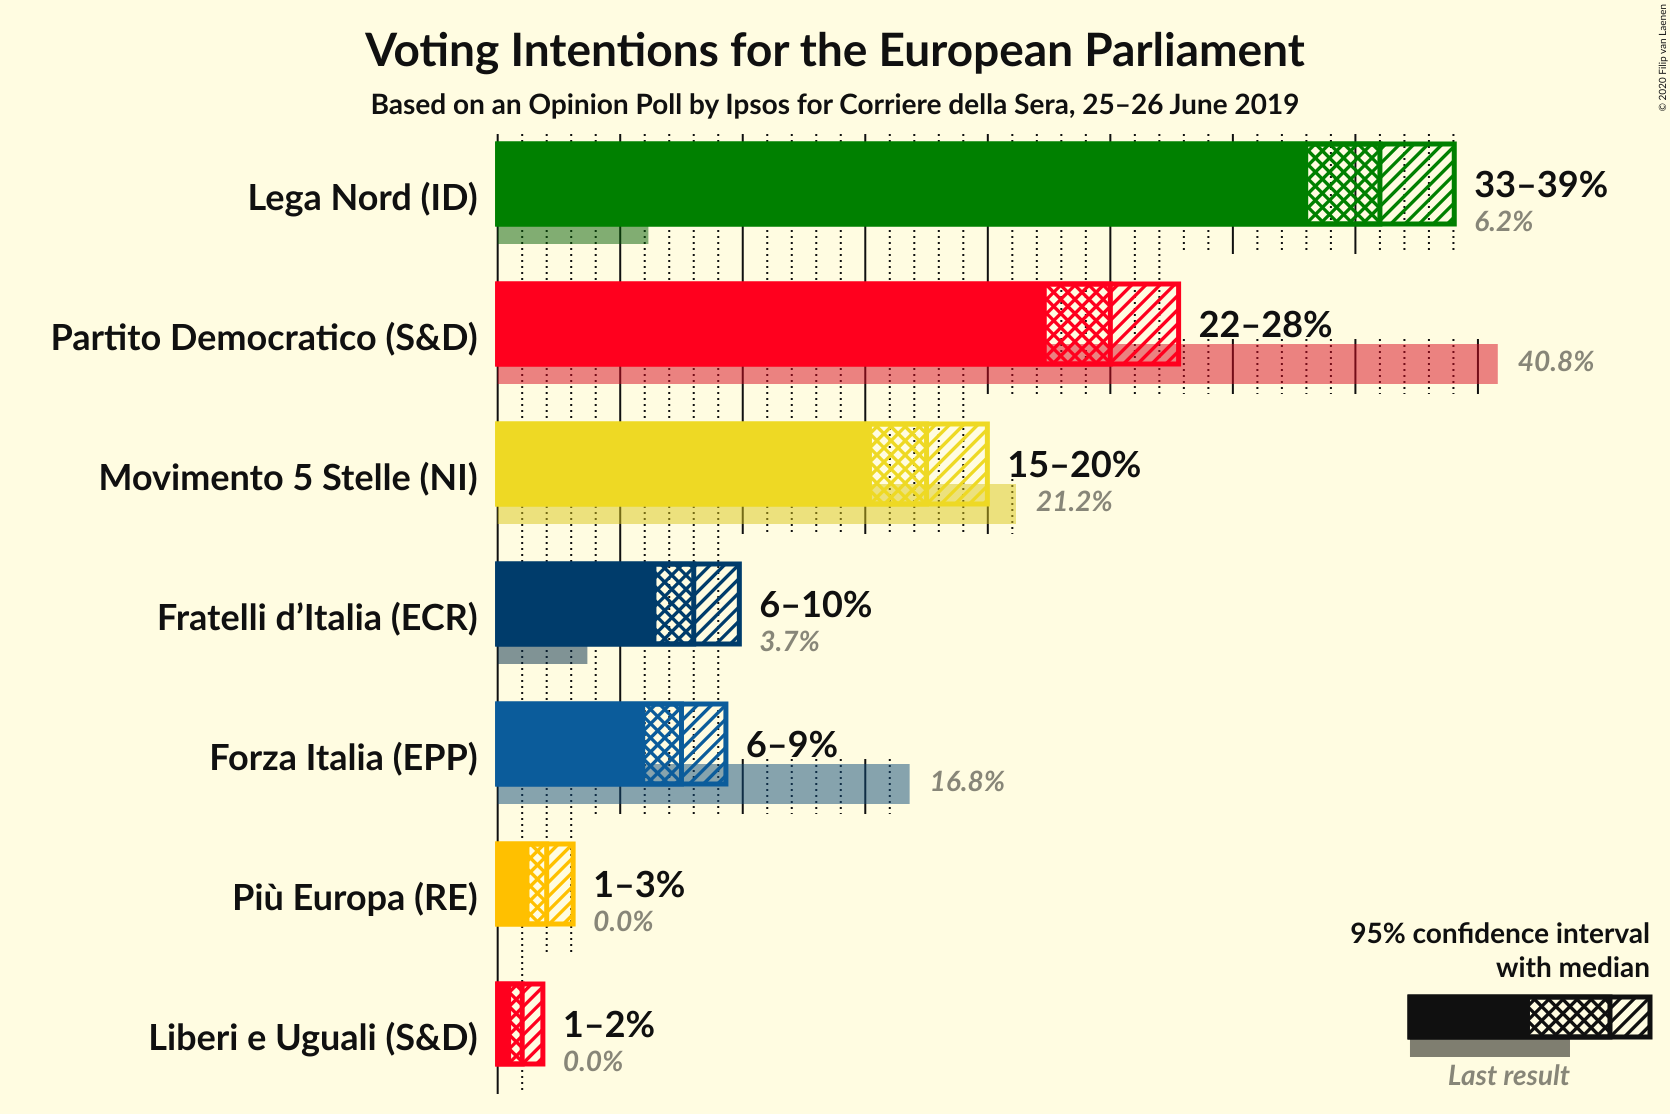 Voting Intentions for the European Parliament
Based on an Opinion Poll by Ipsos for Corriere della Sera, 25–26 June 2019
© 2020 Filip van Laenen
Lega Nord (ID)
33–39%
6.2%
Partito Democratico (S&D)
22–28%
40.8%
Movimento 5 Stelle (NI)
15–20%
21.2%
Fratelli d’Italia (ECR)
6–10%
3.7%
Forza Italia (EPP)
6–9%
16.8%
Più Europa (RE)
1–3%
0.0%
Liberi e Uguali (S&D)
1–2%
0.0%
95% confidence interval
with median
Last result